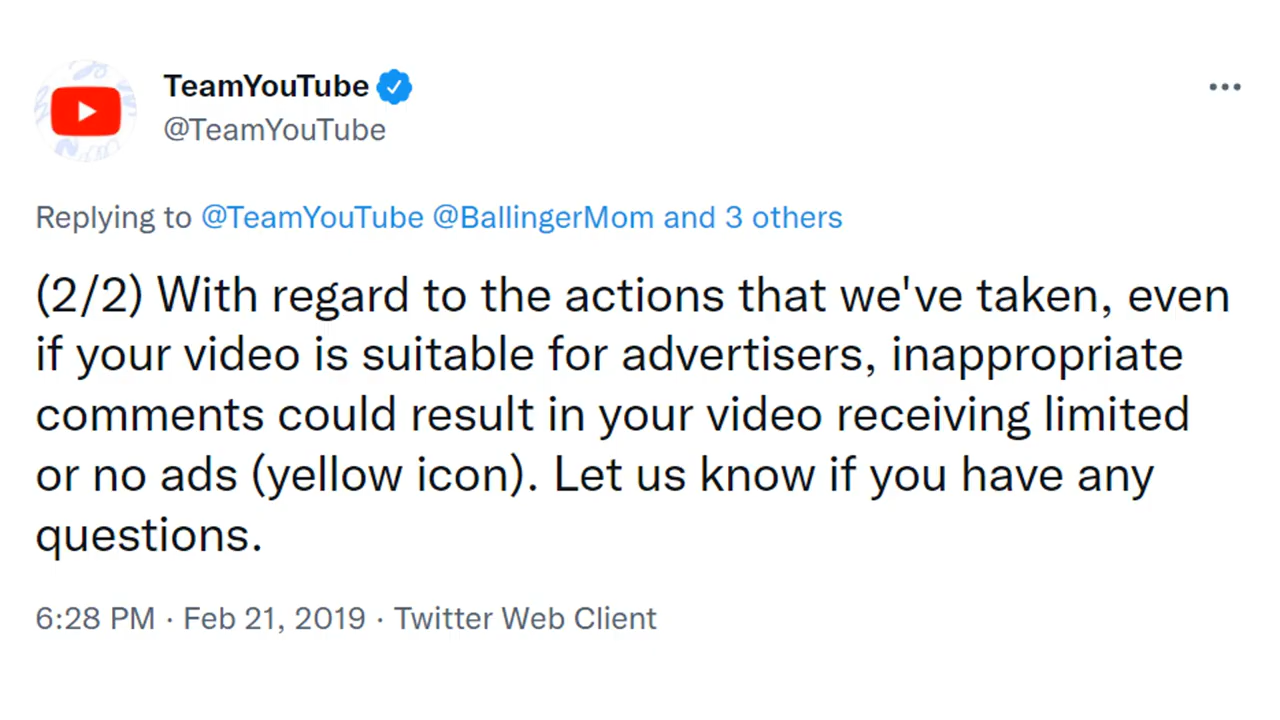 TeamYouTube
@TeamYouTube
Replying to @TeamYouTube @BallingerMom and 3 others
(2/2) With regard to the actions that we've taken, even
if your video is suitable for advertisers, inappropriate
comments could result in your video receiving limited
or no ads (yellow icon). Let us know if you have any
questions.
6:28 PM · Feb 21, 2019 · Twitter Web Client